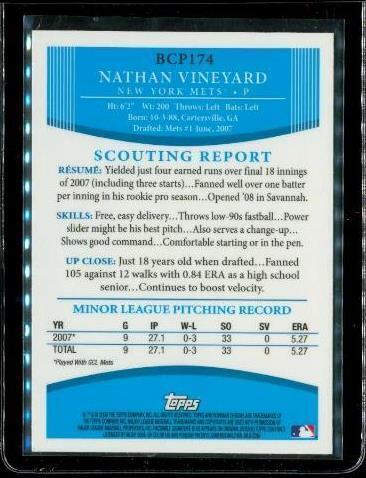 BCP174
NATHAN VINEYARD
NEW YORK METS • P
Ht: 6'2" Wt: 200 Throws: Left Bats: Left
Born: 10-3-88, Cartersville, GA
Drafted: Mets #1-June, 2007
SCOUTING REPORT
RÉSUMÉ: Yielded just four earned runs over final 18 innings
of 2007 (including three starts)...Fanned well over one batter
per inning in his rookie pro season...Opened '08 in Savannah.
SKILLS: Free, easy delivery...Throws low-90s fastball...Power
slider might be his best pitch...Also serves a change-up...
Shows good command...Comfortable starting or in the pen.
UP CLOSE: Just 18 years old when drafted...Fanned
105 against 12 walks with 0.84 ERA as a high school
senior...Continues to boost velocity.
MINOR LEAGUE PITCHING RECORD
YR G IP W-L SO SV ERA
2007* 9 27.1 0-3 33 0 5.27
TOTAL 9 27.1 0-3 33 0 5.27
*Played With GCL Mets
Topps